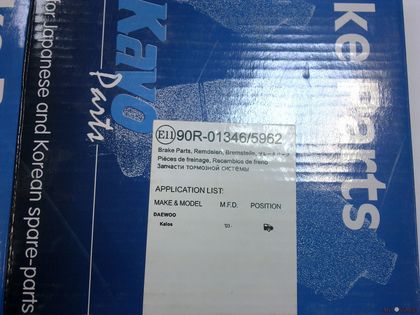 ke Parts
kavo
Parts
for Japanese and Korean spare-parts
E11 90R-01346/5962
Brake Parts, Remdelen, Bremsteile,
Pièces de freinage, Recambios de freno
Запчасти тормозной системы
APPLICATION LIST:
MAKE & MODEL M.F.D. POSITION
DAEWOO
Kalos '03 -